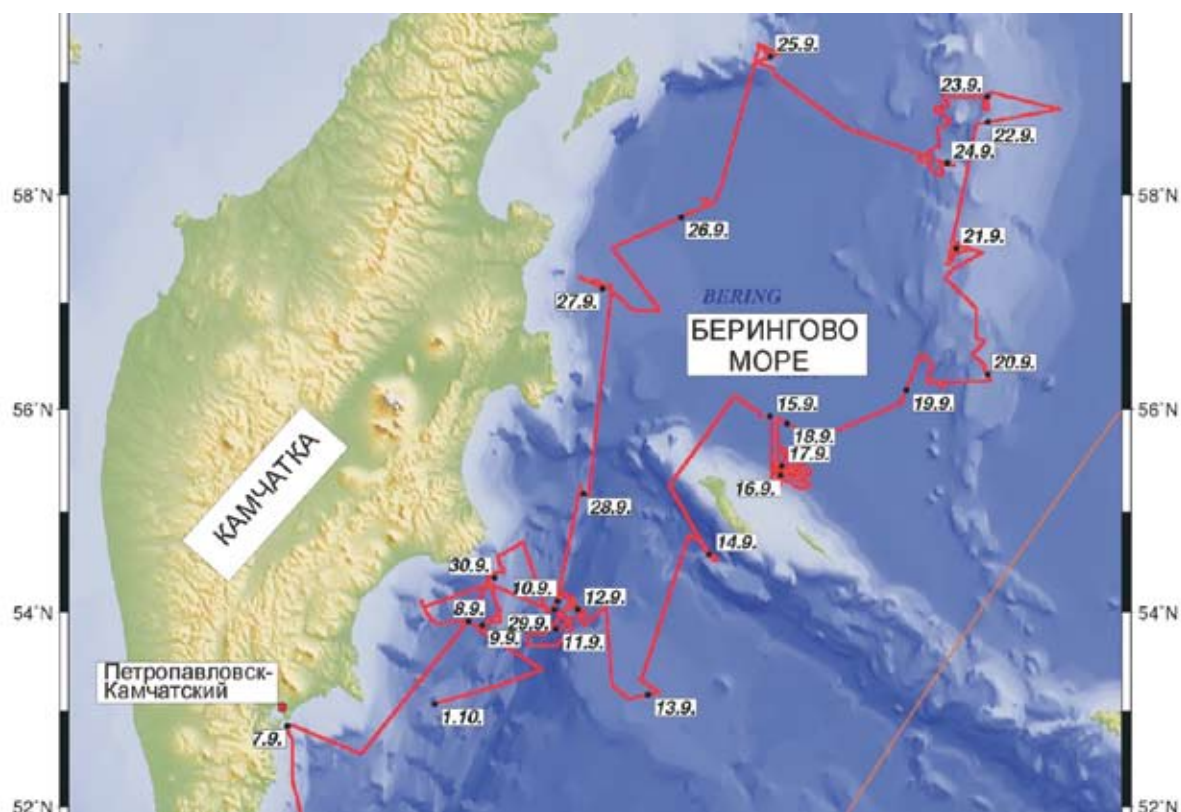 25.9.
23.9.
22.9.
24.9.
58°N
58°N
26.9.
21.9.
27.9.
BERING
БЕРИНГОВО
МОРЕ
20.9.
56°N
56°N
15.9.
19.9.
18.9.
17.9.
16.9.
КАМЧАТКА
28.9.
14.9.
30.9.
10.9.
12.9.
54°N
54°N
8.9.
29.9.
9.9.
11.9.
Петропавловск-
Камчатский
13.9.
1.10.
7.9.
52°N
52°N